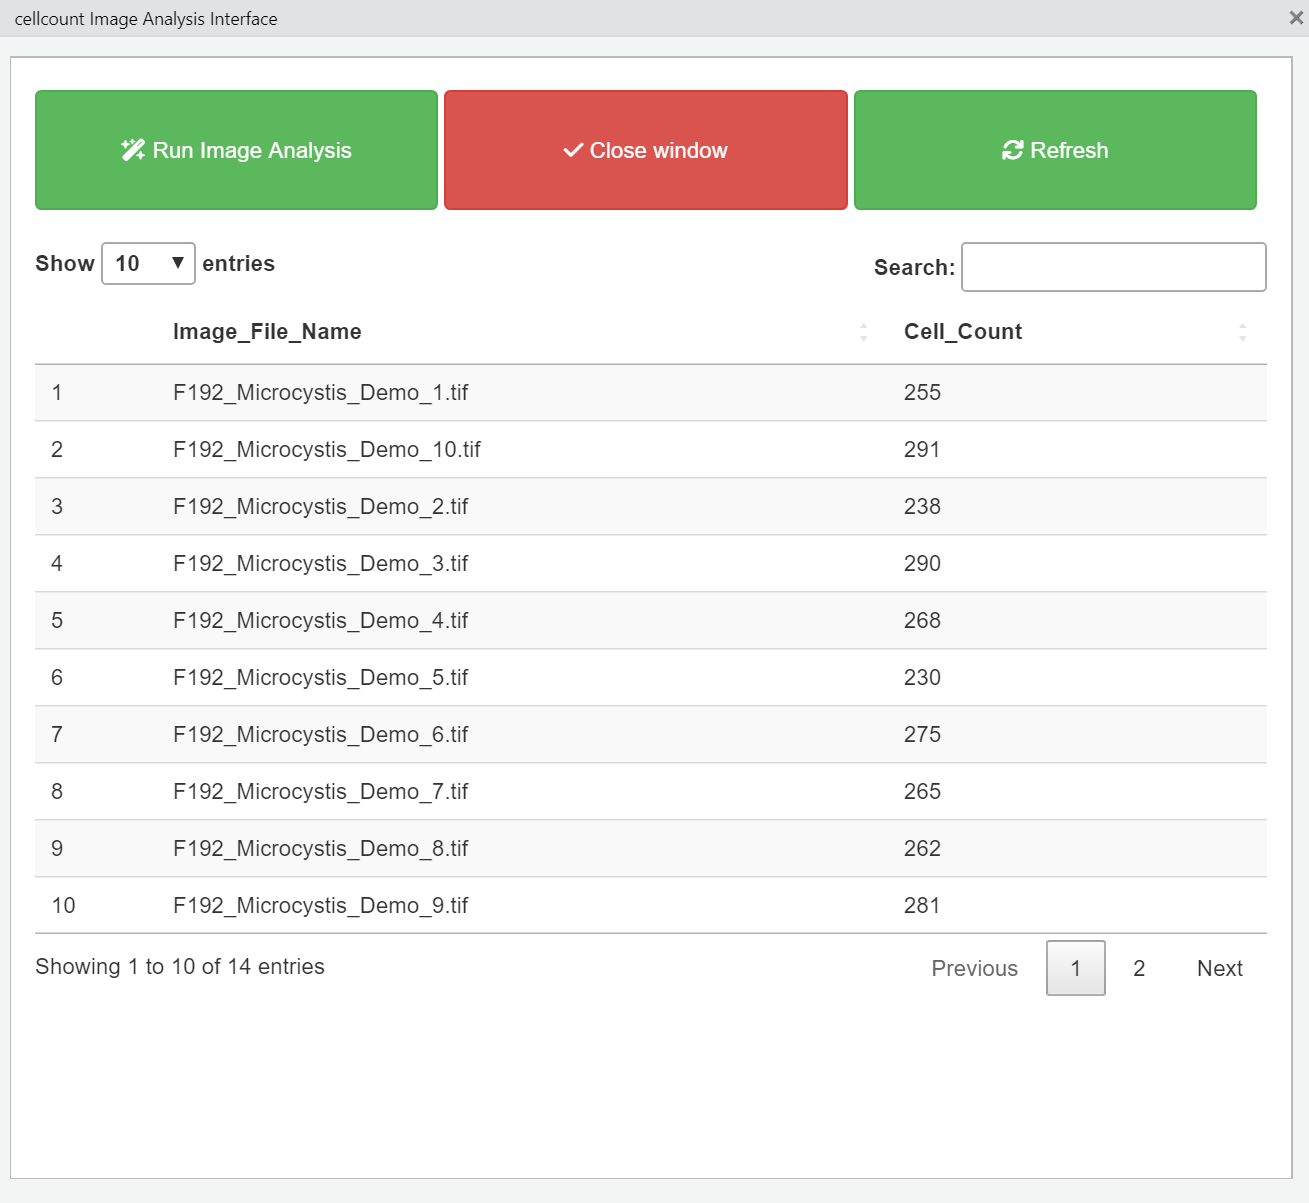 cellcount Image Analysis Interface
Run Image Analysis Close window Refresh
Show 10 entries Search:
Image_File_Name Cell_Count
1 F192_Microcystis_Demo_1.tif 255
2 F192_Microcystis_Demo_10.tif 291
3 F192_Microcystis_Demo_2.tif 238
4 F192_Microcystis_Demo_3.tif 290
5 F192_Microcystis_Demo_4.tif 268
6 F192_Microcystis_Demo_5.tif 230
7 F192_Microcystis_Demo_6.tif 275
8 F192_Microcystis_Demo_7.tif 265
9 F192_Microcystis_Demo_8.tif 262
10 F192_Microcystis_Demo_9.tif 281
Showing 1 to 10 of 14 entries Previous 1 2 Next